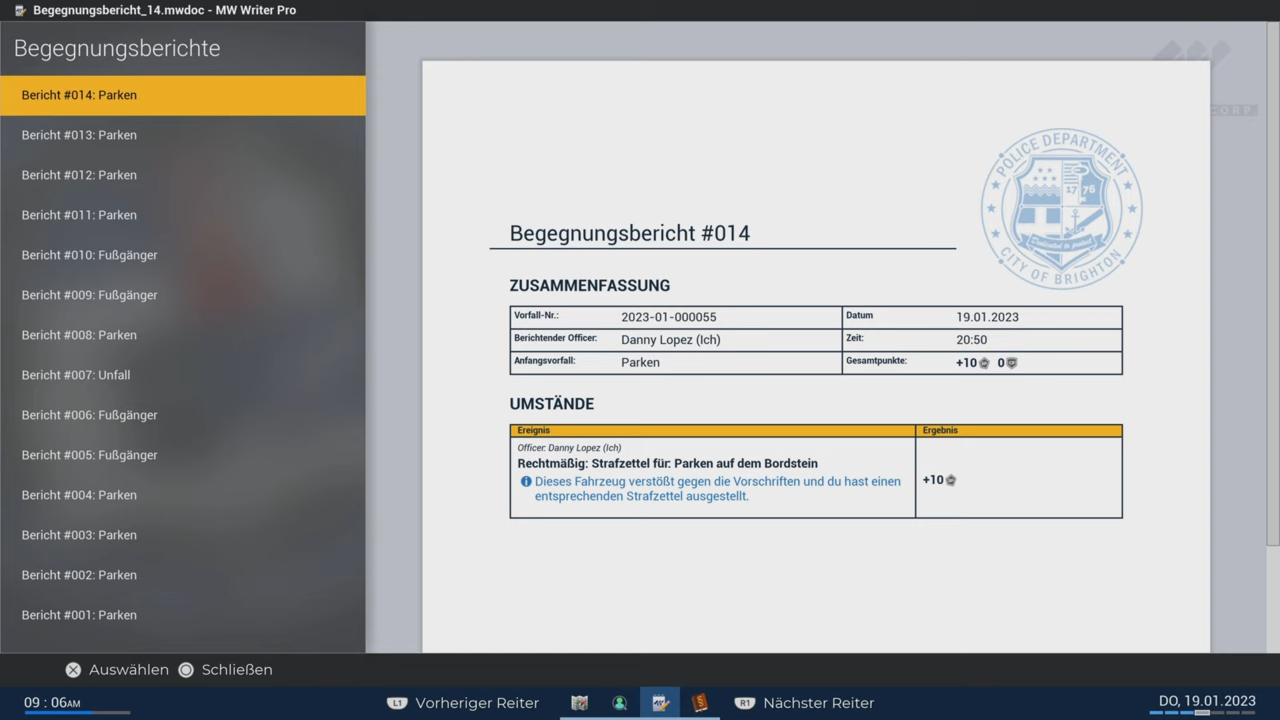 Begegnungsbericht_14.mwdoc - MW Writer Pro
Begegnungsberichte
Bericht #014: Parken
Bericht #013: Parken
Bericht #012: Parken
Bericht #011: Parken
Bericht #010: Fußgänger
Bericht #009: Fußgänger
Bericht #008: Parken
Bericht #007: Unfall
Bericht #006: Fußgänger
Bericht #005: Fußgänger
Bericht #004: Parken
Bericht #003: Parken
Bericht #002: Parken
Bericht #001: Parken
CORP
POLICE DEPARTMENT
17 76
Dedicated to protect
CITY OF BRIGHTON
Begegnungsbericht #014
ZUSAMMENFASSUNG
Vorfall-Nr.: 2023-01-000055 Datum 19.01.2023
Berichtender Officer: Danny Lopez (Ich) Zeit: 20:50
Anfangsvorfall: Parken Gesamtpunkte: +10 0
UMSTÄNDE
Ereignis Ergebnis
Officer: Danny Lopez (Ich)
Rechtmäßig: Strafzettel für: Parken auf dem Bordstein
Dieses Fahrzeug verstößt gegen die Vorschriften und du hast einen
entsprechenden Strafzettel ausgestellt.
+10
Auswählen Schließen
09 : 06AM L1 Vorheriger Reiter R1 Nächster Reiter DO, 19.01.2023